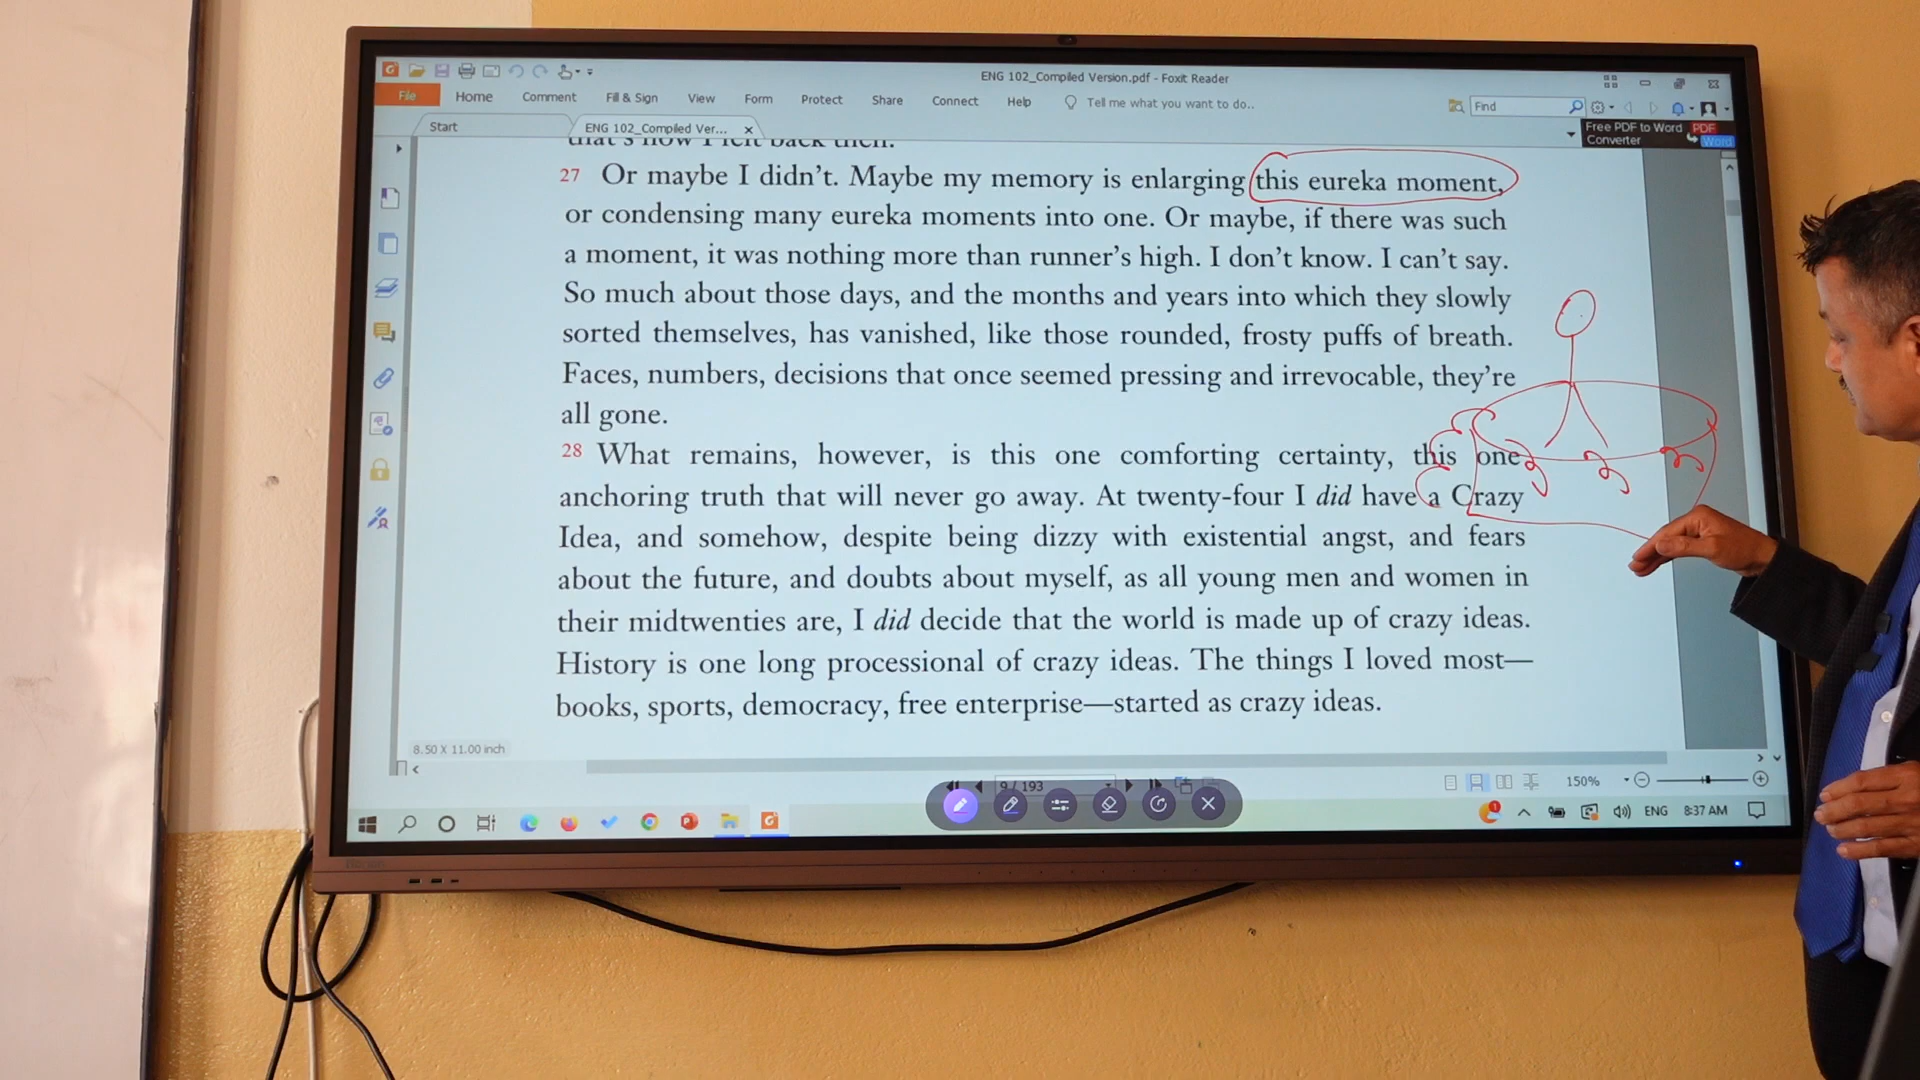 ENG 102_Compiled Version.pdf - Foxit Reader
File Home Comment Fill & Sign View Form Protect Share Connect Help Tell me what you want to do.. Find
Start ENG 102_Compiled Ver... Free PDF to Word PDF
Converter Word
that's how I felt back then.
27 Or maybe I didn't. Maybe my memory is enlarging this eureka moment,
or condensing many eureka moments into one. Or maybe, if there was such
a moment, it was nothing more than runner's high. I don't know. I can't say.
So much about those days, and the months and years into which they slowly
sorted themselves, has vanished, like those rounded, frosty puffs of breath.
Faces, numbers, decisions that once seemed pressing and irrevocable, they're
all gone.
28 What remains, however, is this one comforting certainty, this one
anchoring truth that will never go away. At twenty-four I did have a Crazy
Idea, and somehow, despite being dizzy with existential angst, and fears
about the future, and doubts about myself, as all young men and women in
their midtwenties are, I did decide that the world is made up of crazy ideas.
History is one long processional of crazy ideas. The things I loved most—
books, sports, democracy, free enterprise—started as crazy ideas.
8.50 X 11.00 inch
9 / 193 150%
1 ENG 8:37 AM